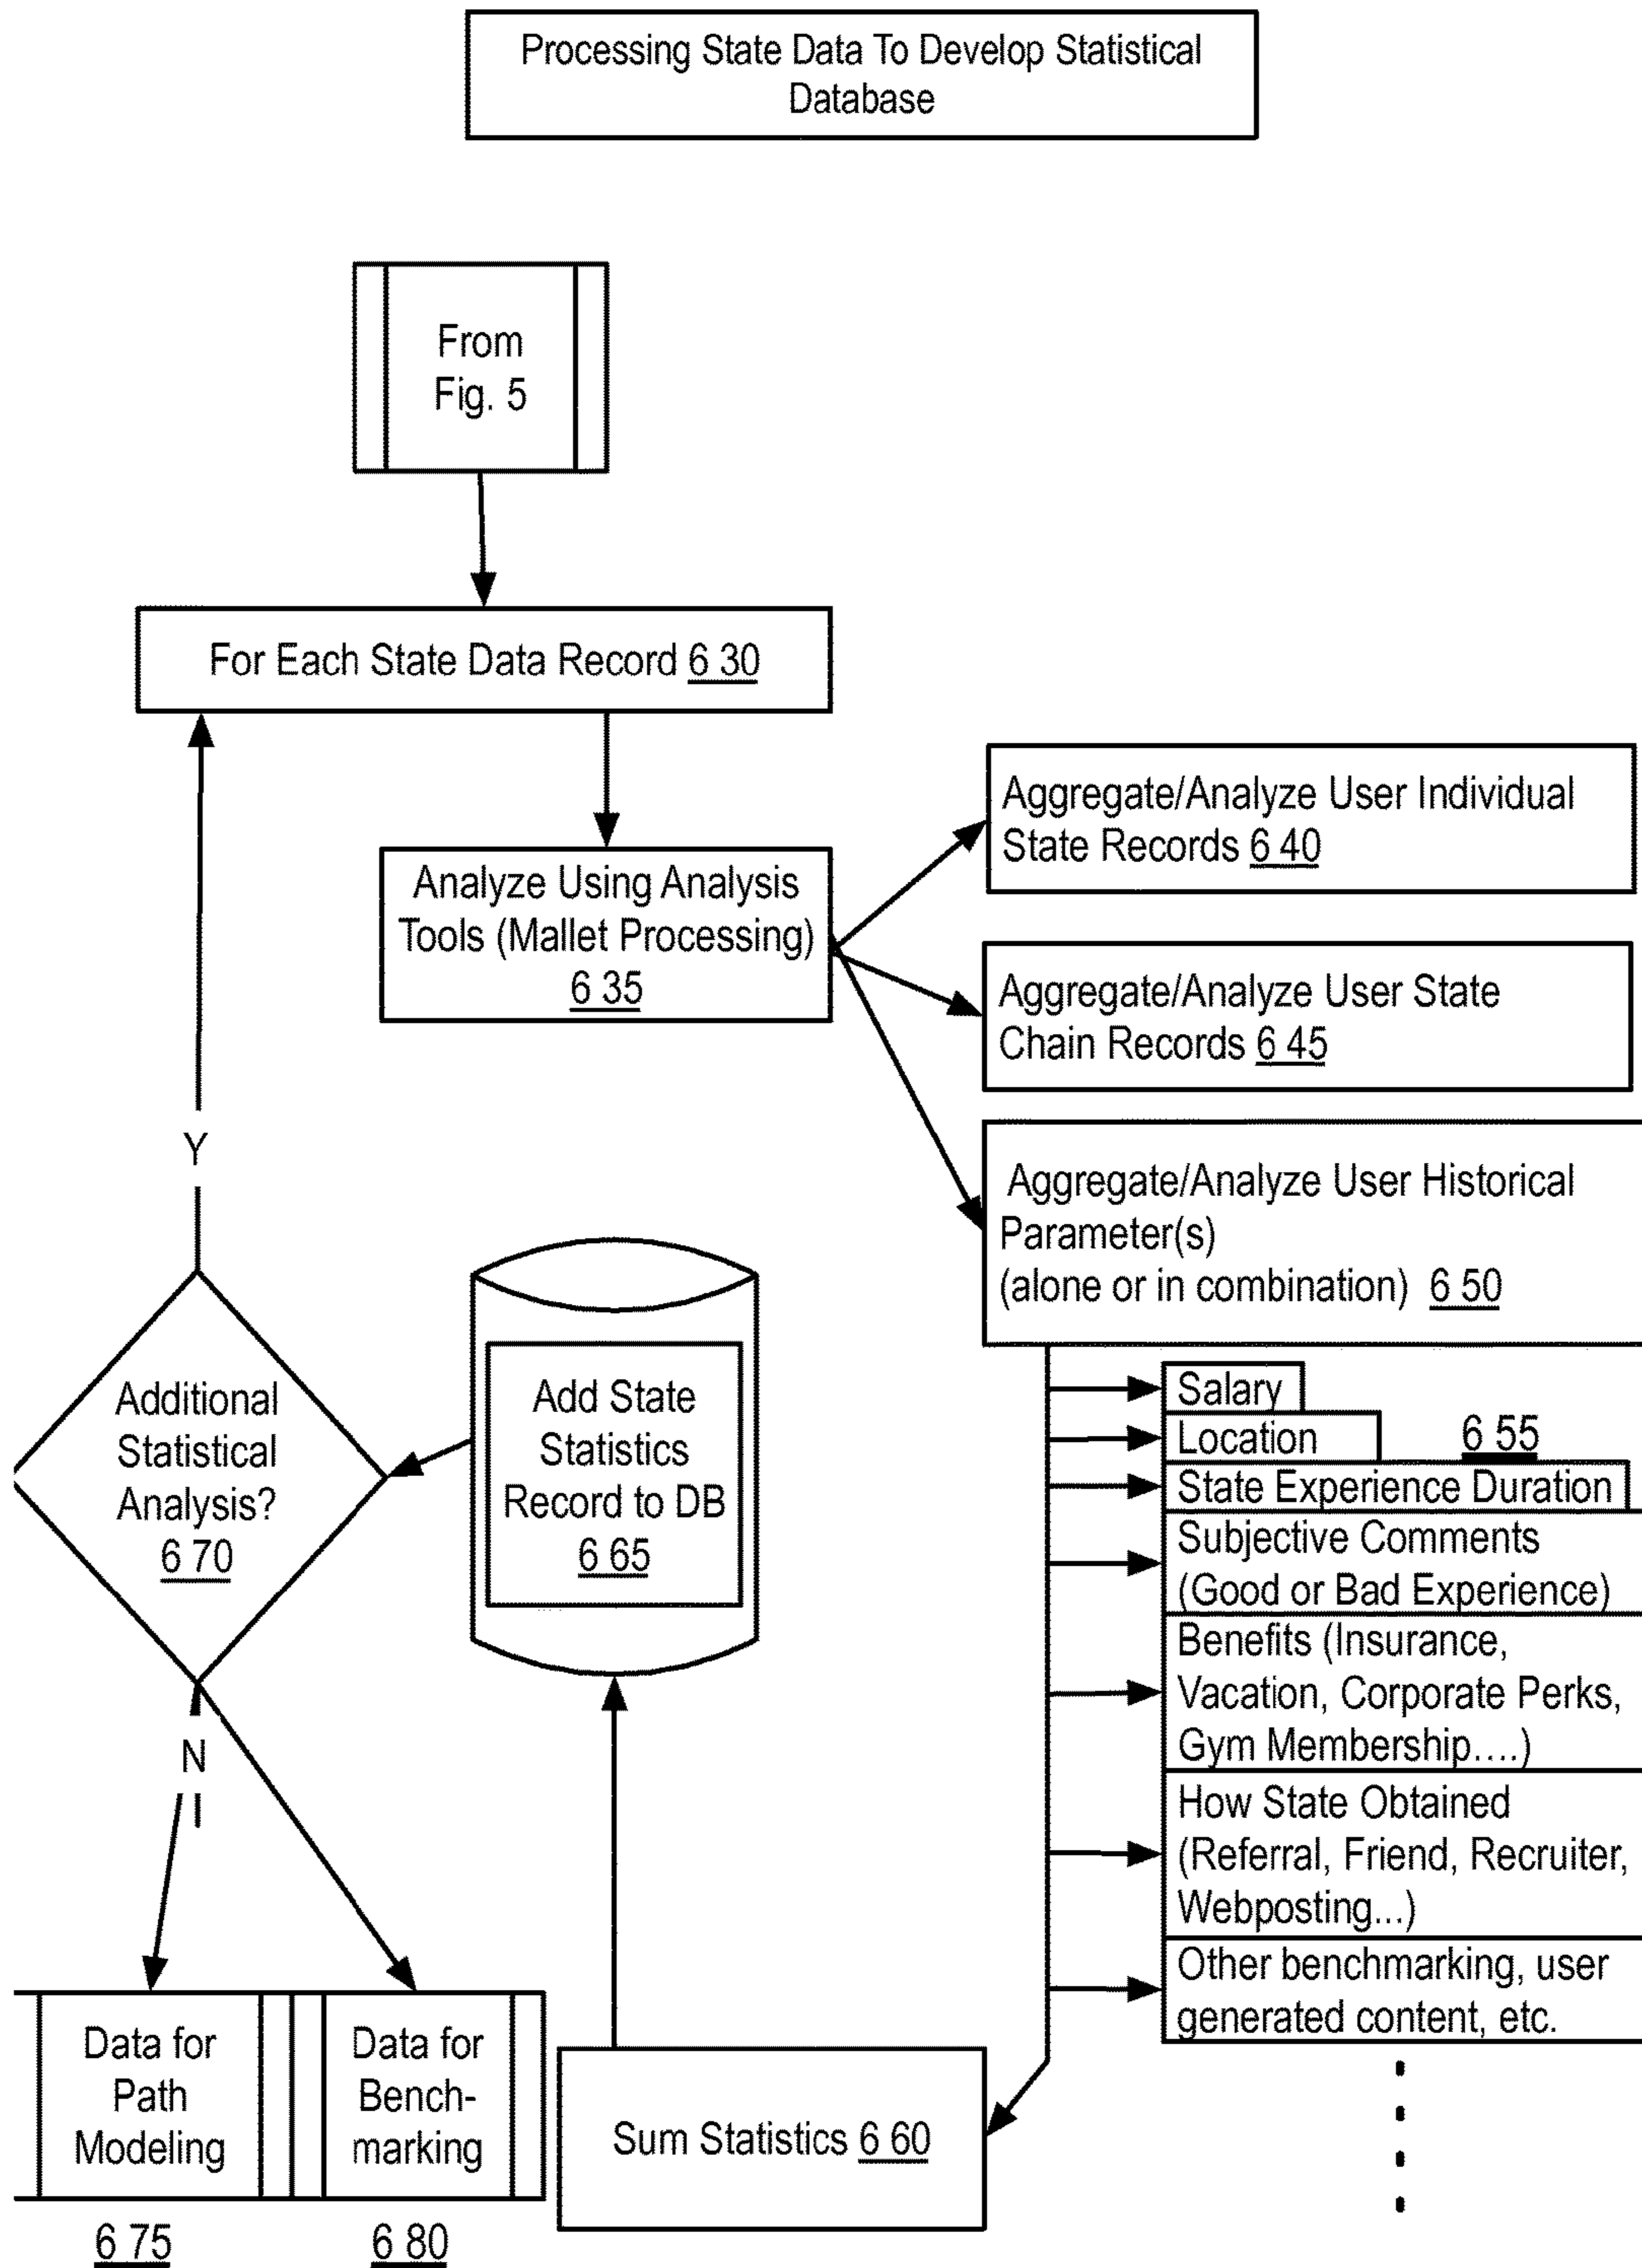 Processing State Data To Develop Statistical
Database
From
Fig. 5
For Each State Data Record 6 30
Analyze Using Analysis
Tools (Mallet Processing)
6 35
Aggregate/Analyze User Individual
State Records 6 40
Aggregate/Analyze User State
Chain Records 6 45
Aggregate/Analyze User Historical
Parameter(s)
(alone or in combination) 6 50
Salary
Location
6 55
State Experience Duration
Subjective Comments
(Good or Bad Experience)
Benefits (Insurance,
Vacation, Corporate Perks,
Gym Membership....)
How State Obtained
(Referral, Friend, Recruiter,
Webposting...)
Other benchmarking, user
generated content, etc.
Sum Statistics 6 60
Add State
Statistics
Record to DB
6 65
Additional
Statistical
Analysis?
6 70
Y
N
Data for
Path
Modeling
6 75
Data for
Bench-
marking
6 80